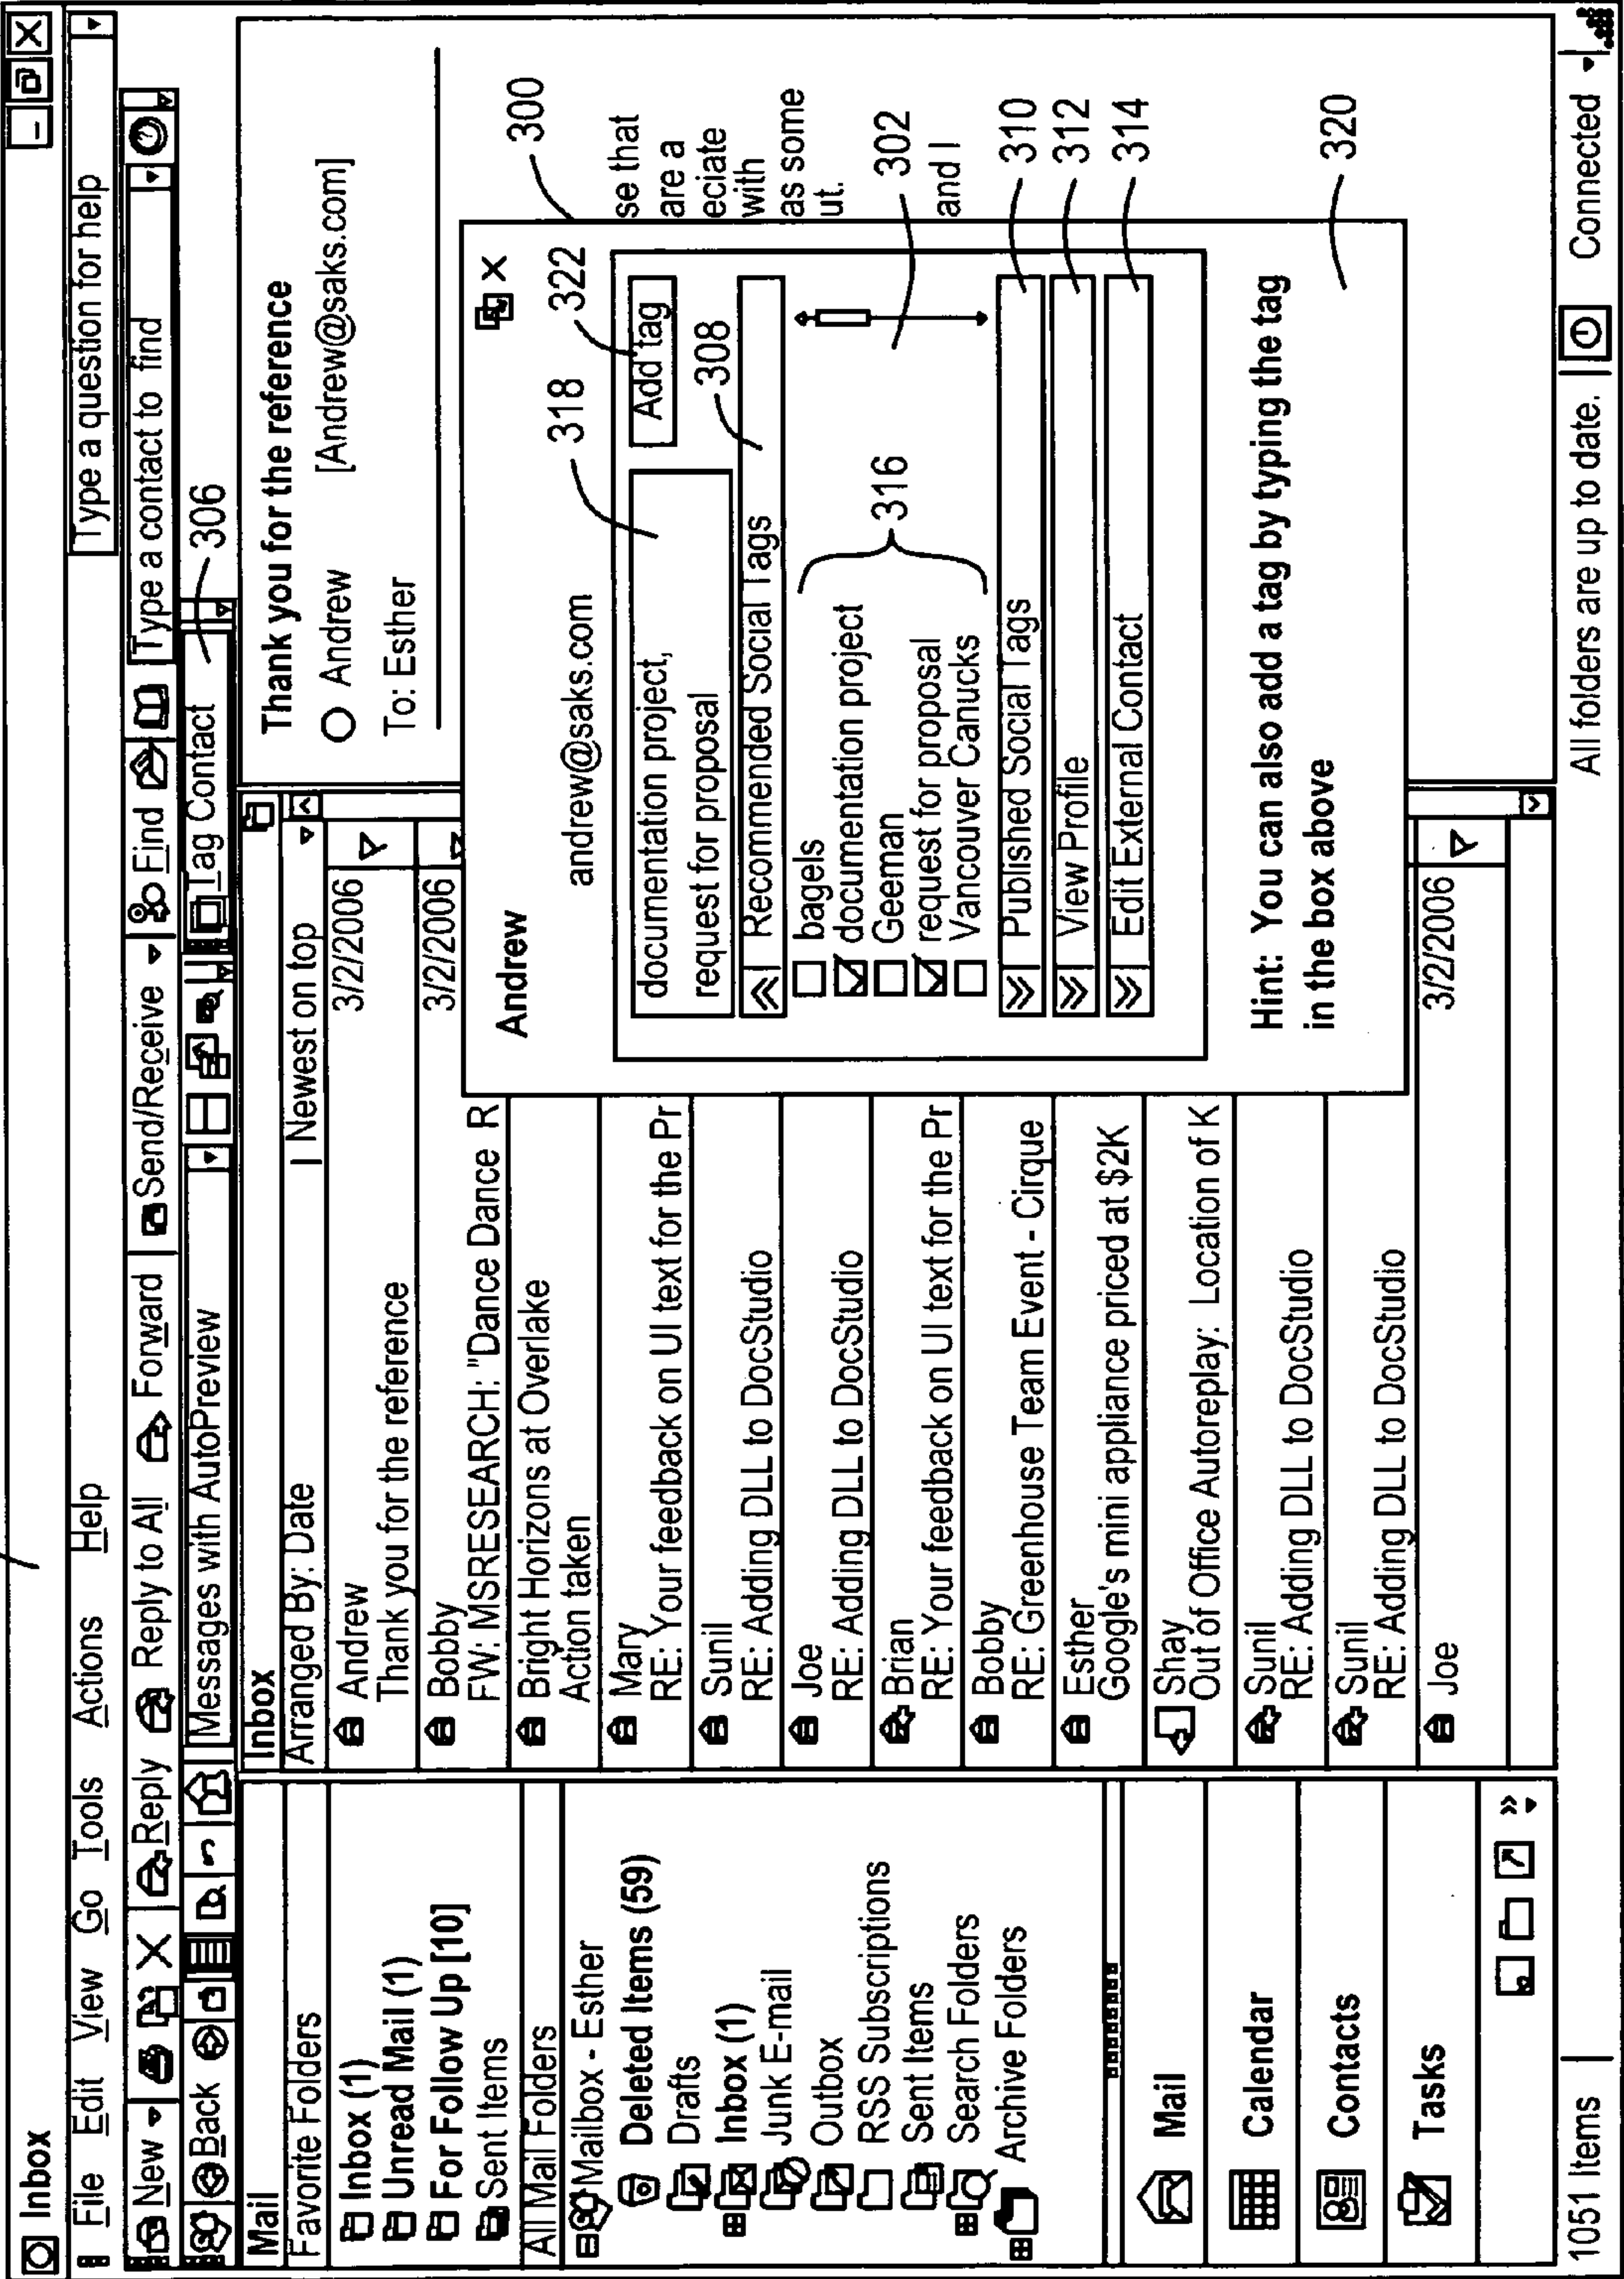 Inbox
File Edit View Go Tools Actions Help
Type a question for help
New
Reply
Reply to All
Forward
Send/Receive
Find
Type a contact to find
Back
Messages with AutoPreview
Tag Contact
306
Mail
Favorite Folders
Inbox (1)
Unread Mail (1)
For Follow Up [10]
Sent Items
All Mail Folders
Mailbox - Esther
Deleted Items (59)
Drafts
Inbox (1)
Junk E-mail
Outbox
RSS Subscriptions
Sent Items
Search Folders
Archive Folders
Mail
Calendar
Contacts
Tasks
Inbox
Arranged By: Date
Newest on top
Andrew
3/2/2006
Thank you for the reference
Bobby
3/2/2006
FW: MSRESEARCH: "Dance Dance R
Bright Horizons at Overlake
Action taken
Mary
RE: Your feedback on UI text for the Pr
Sunil
RE: Adding DLL to DocStudio
Joe
RE: Adding DLL to DocStudio
Brian
RE: Your feedback on UI text for the Pr
Bobby
RE: Greenhouse Team Event - Cirque
Esther
Google's mini appliance priced at $2K
Shay
Out of Office Autoreplay: Location of K
Sunil
RE: Adding DLL to DocStudio
Sunil
RE: Adding DLL to DocStudio
Joe
3/2/2006
Thank you for the reference
Andrew [Andrew@saks.com]
To: Esther
300
se that
are a
eciate
with
as some
ut.
and I
Andrew
X
andrew@saks.com
318
322
documentation project,
request for proposal
Add tag
308
Recommended Social Tags
bagels
documentation project
Geeman
request for proposal
Vancouver Canucks
316
302
Published Social Tags
310
View Profile
312
Edit External Contact
314
Hint: You can also add a tag by typing the tag
in the box above
320
1051 Items
All folders are up to date.
Connected